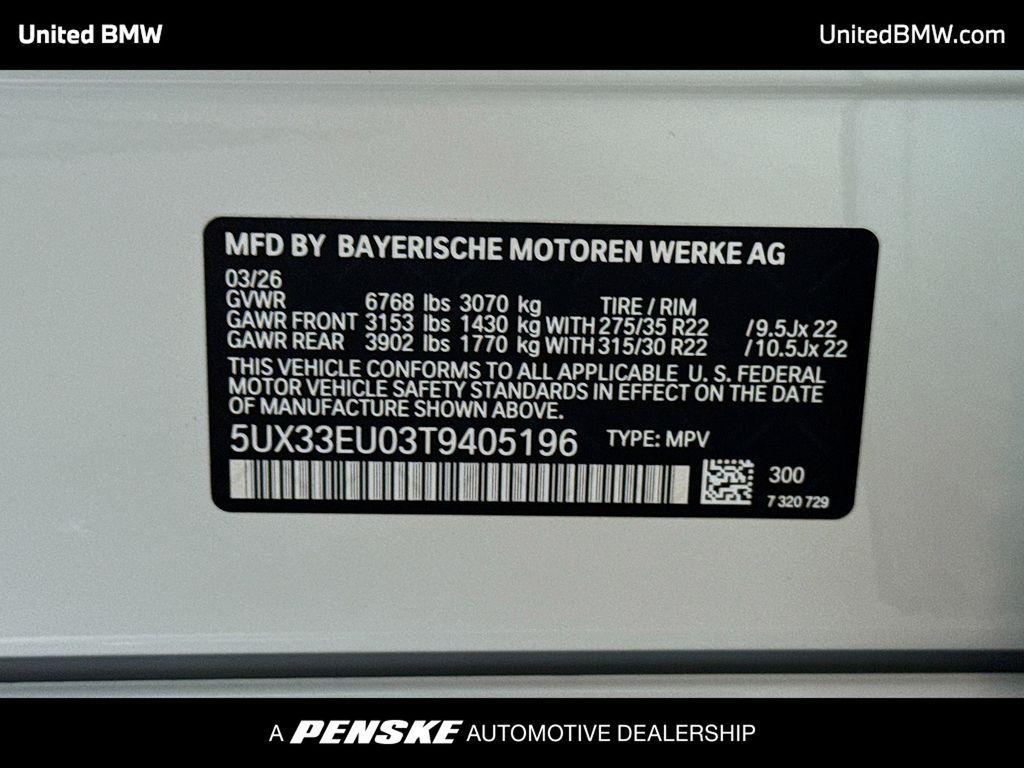 United BMW
UnitedBMW.com
MFD BY BAYERISCHE MOTOREN WERKE AG
03/26
GVWR 6768 lbs 3070 kg TIRE / RIM
GAWR FRONT 3153 lbs 1430 kg WITH 275/35 R22 /9.5Jx 22
GAWR REAR 3902 lbs 1770 kg WITH 315/30 R22 /10.5Jx 22
THIS VEHICLE CONFORMS TO ALL APPLICABLE U. S. FEDERAL
MOTOR VEHICLE SAFETY STANDARDS IN EFFECT ON THE DATE
OF MANUFACTURE SHOWN ABOVE.
5UX33EU03T9405196 TYPE: MPV
300
7 320 729
A PENSKE AUTOMOTIVE DEALERSHIP